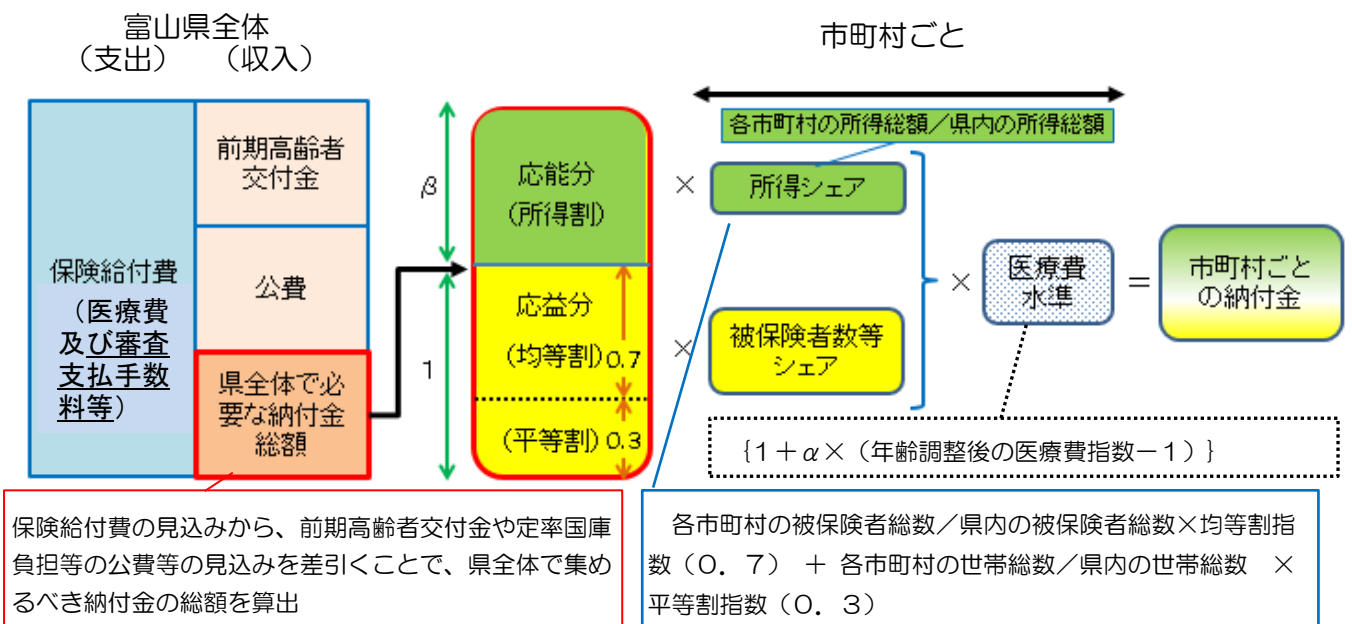 富山県全体
（支出）　（収入）
市町村ごと
各市町村の所得総額／県内の所得総額
前期高齢者
交付金
保険給付費
（医療費
及び審査
支払手数
料等）
公費
県全体で必
要な納付金
総額
β
1
応能分
（所得割）
応益分
（均等割）0.7
（平等割）0.3
×
所得シェア
×
被保険者数等
シェア
×
医療費
水準
＝
市町村ごと
の納付金
｛１＋α×（年齢調整後の医療費指数－１）｝
保険給付費の見込みから、前期高齢者交付金や定率国庫
負担等の公費等の見込みを差引くことで、県全体で集め
るべき納付金の総額を算出
各市町村の被保険者総数／県内の被保険者総数×均等割指
数（０．７）　＋　各市町村の世帯総数／県内の世帯総数　×
平等割指数（０．３）